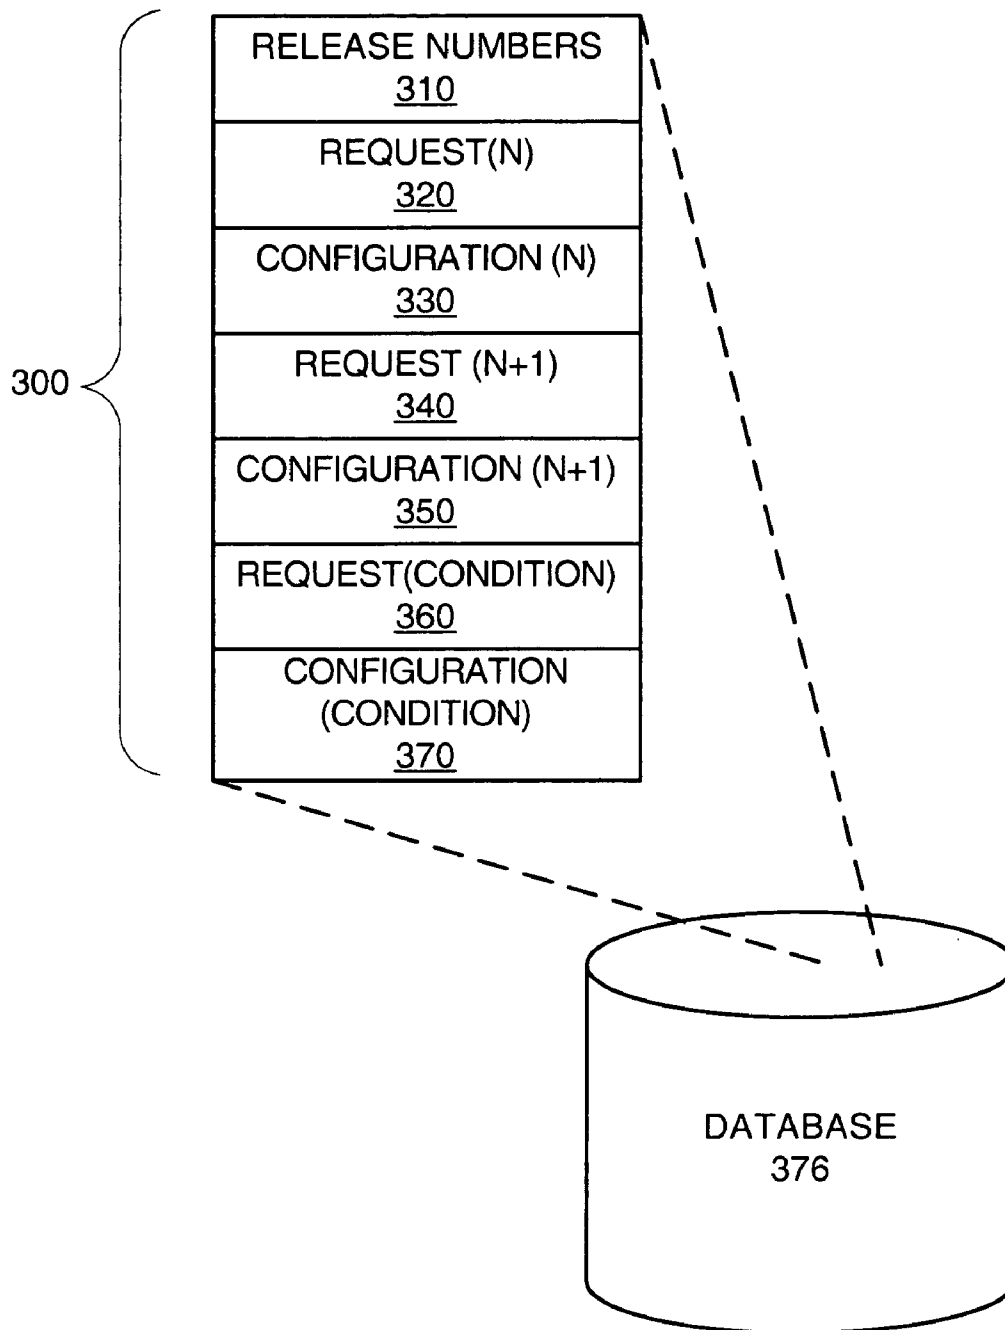 RELEASE NUMBERS
310
REQUEST(N)
320
CONFIGURATION (N)
330
300
REQUEST (N+1)
340
CONFIGURATION (N+1)
350
REQUEST(CONDITION)
360
CONFIGURATION
(CONDITION)
370
DATABASE
376